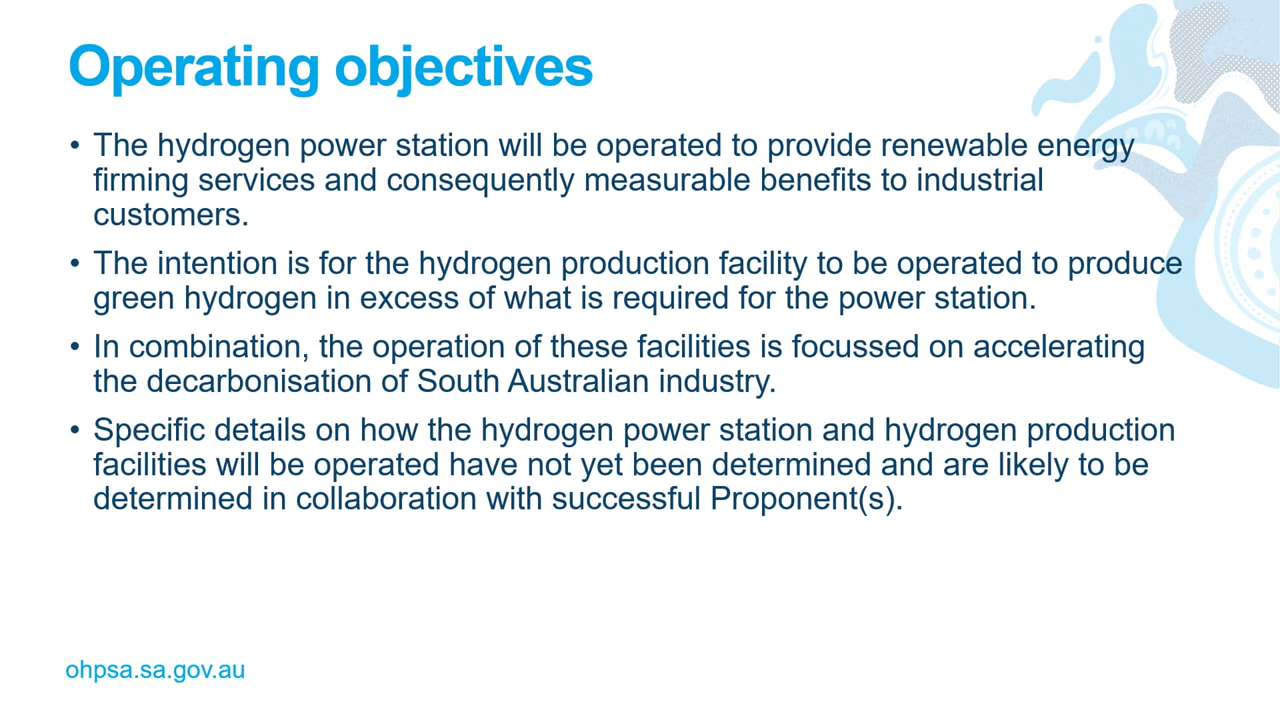 Operating objectives
• The hydrogen power station will be operated to provide renewable energy
firming services and consequently measurable benefits to industrial
customers.
• The intention is for the hydrogen production facility to be operated to produce
green hydrogen in excess of what is required for the power station.
• In combination, the operation of these facilities is focussed on accelerating
the decarbonisation of South Australian industry.
• Specific details on how the hydrogen power station and hydrogen production
facilities will be operated have not yet been determined and are likely to be
determined in collaboration with successful Proponent(s).
ohpsa.sa.gov.au